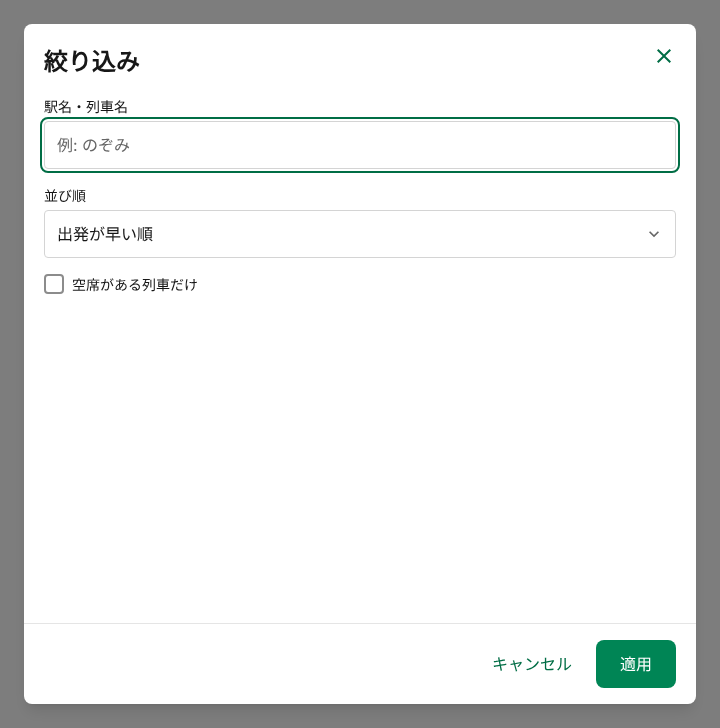 絞り込み
駅名・列車名
例: のぞみ
並び順
出発が早い順
空席がある列車だけ
キャンセル
適用